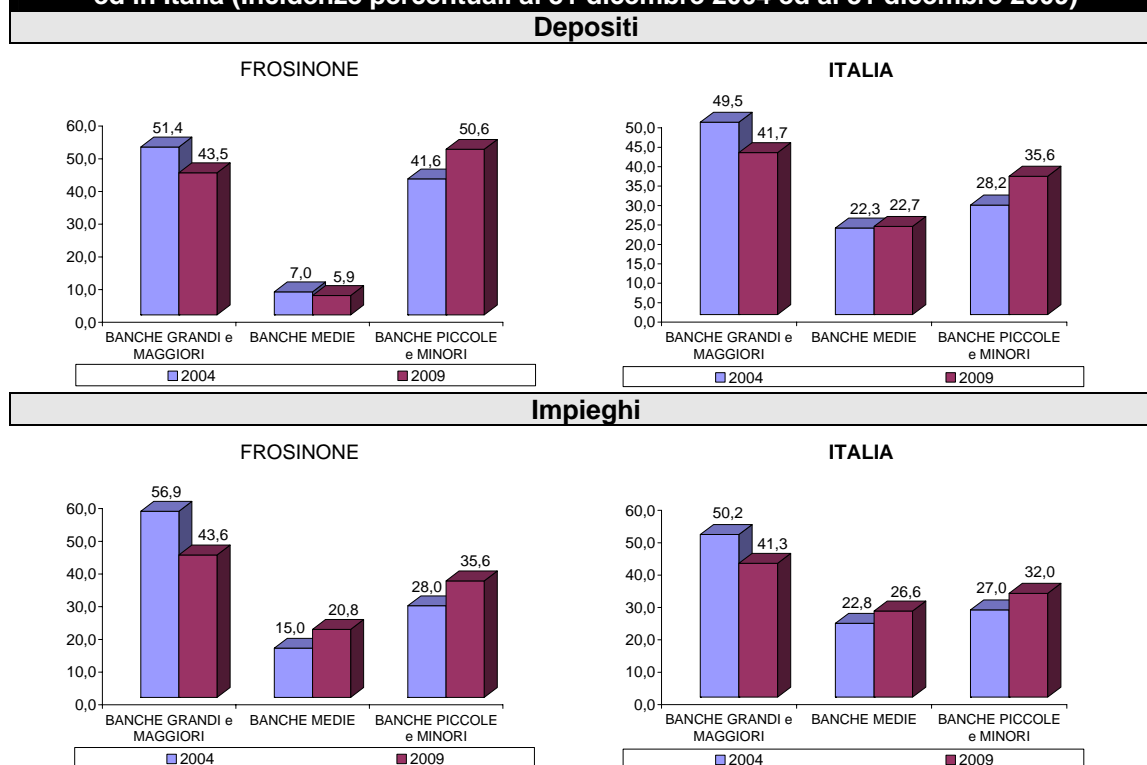 ed in Italia (incidenze percentuali al 31 dicembre 2004 ed al 31 dicembre 2009)
Depositi
FROSINONE
60,0
50,0
40,0
30,0
20,0
10,0
0,0
51,4
43,5
7,0
5,9
41,6
50,6
BANCHE GRANDI e
MAGGIORI
BANCHE MEDIE
BANCHE PICCOLE
e MINORI
2004
2009
ITALIA
50,0
45,0
40,0
35,0
30,0
25,0
20,0
15,0
10,0
5,0
0,0
49,5
41,7
22,3
22,7
28,2
35,6
BANCHE GRANDI e
MAGGIORI
BANCHE MEDIE
BANCHE PICCOLE
e MINORI
2004
2009
Impieghi
FROSINONE
60,0
50,0
40,0
30,0
20,0
10,0
0,0
56,9
43,6
15,0
20,8
28,0
35,6
BANCHE GRANDI e
MAGGIORI
BANCHE MEDIE
BANCHE PICCOLE
e MINORI
2004
2009
ITALIA
60,0
50,0
40,0
30,0
20,0
10,0
0,0
50,2
41,3
22,8
26,6
27,0
32,0
BANCHE GRANDI e
MAGGIORI
BANCHE MEDIE
BANCHE PICCOLE
e MINORI
2004
2009